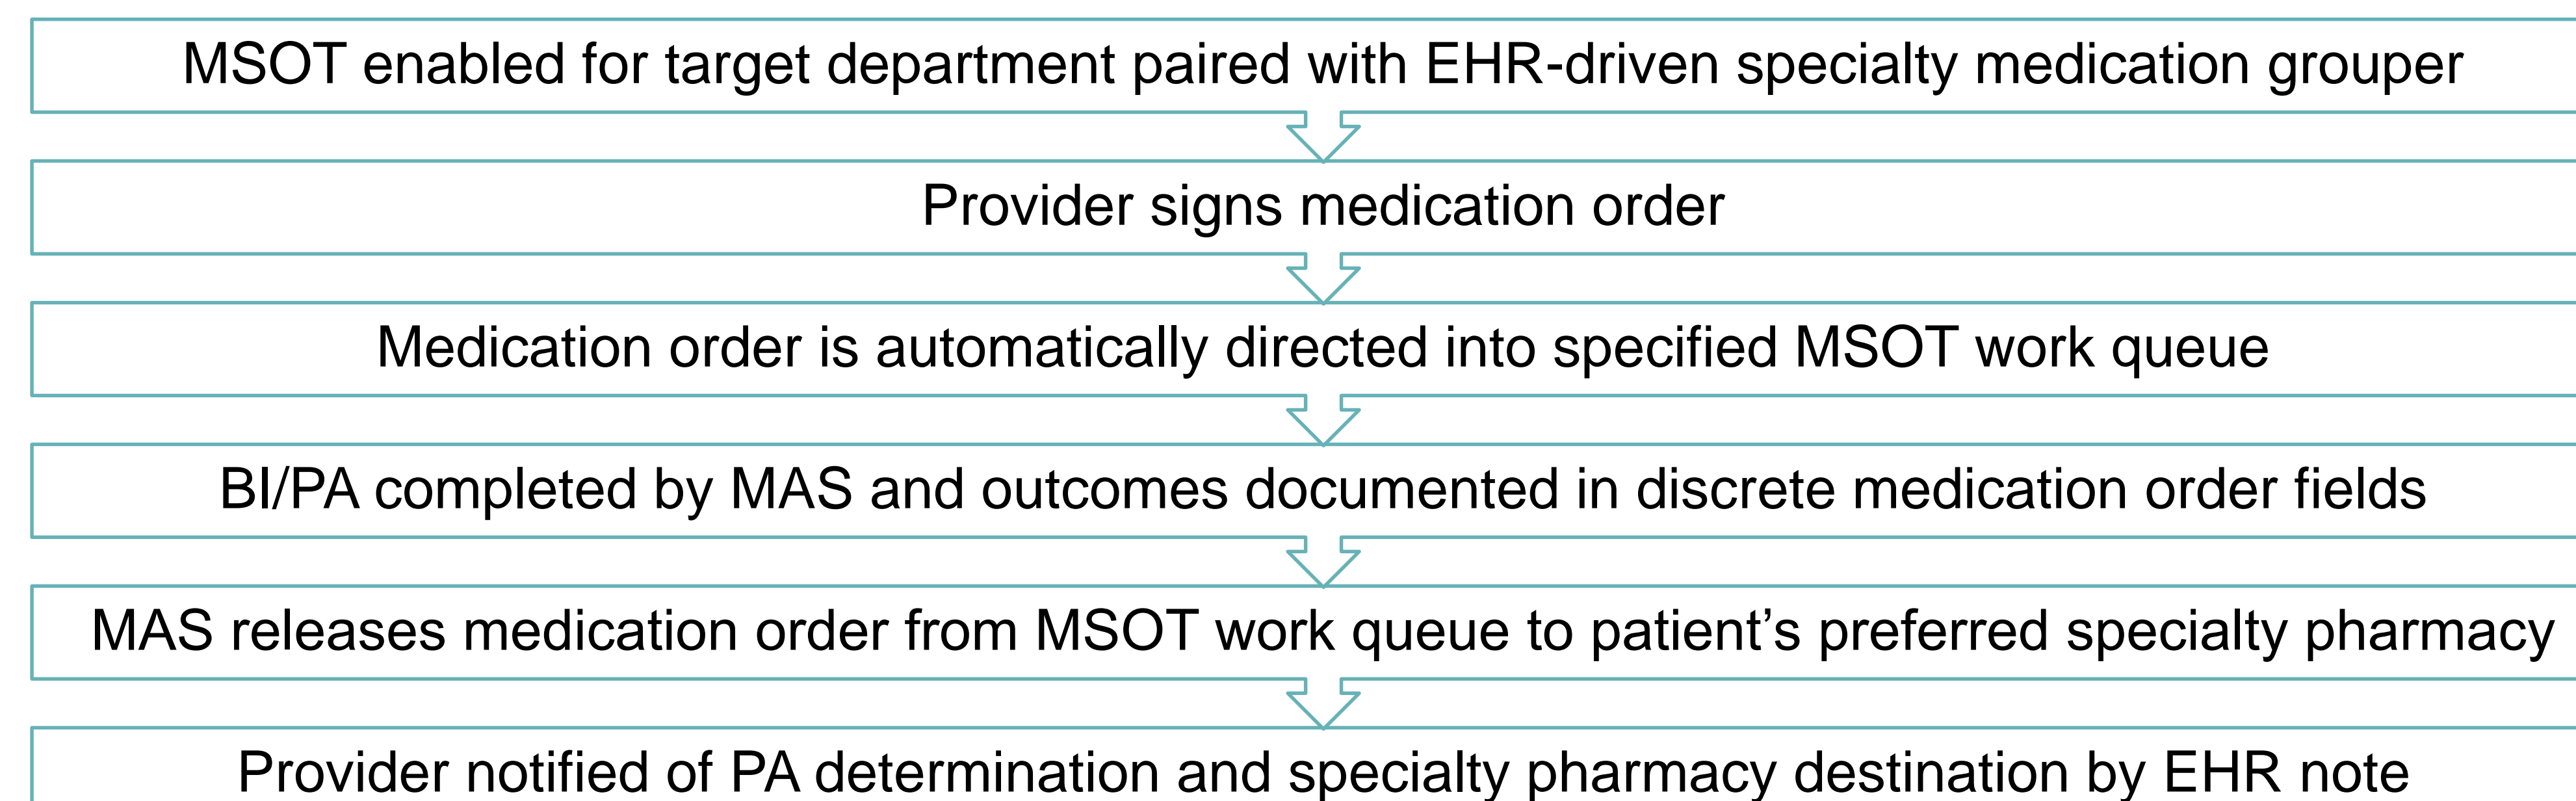 MSOT enabled for target department paired with EHR-driven specialty medication grouper
Provider signs medication order
Medication order is automatically directed into specified MSOT work queue
BI/PA completed by MAS and outcomes documented in discrete medication order fields
MAS releases medication order from MSOT work queue to patient’s preferred specialty pharmacy
Provider notified of PA determination and specialty pharmacy destination by EHR note